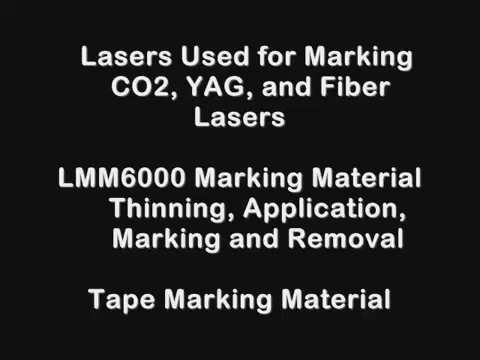 Lasers Used for Marking
CO2, YAG, and Fiber
Lasers
LMM6000 Marking Material
Thinning, Application,
Marking and Removal
Tape Marking Material